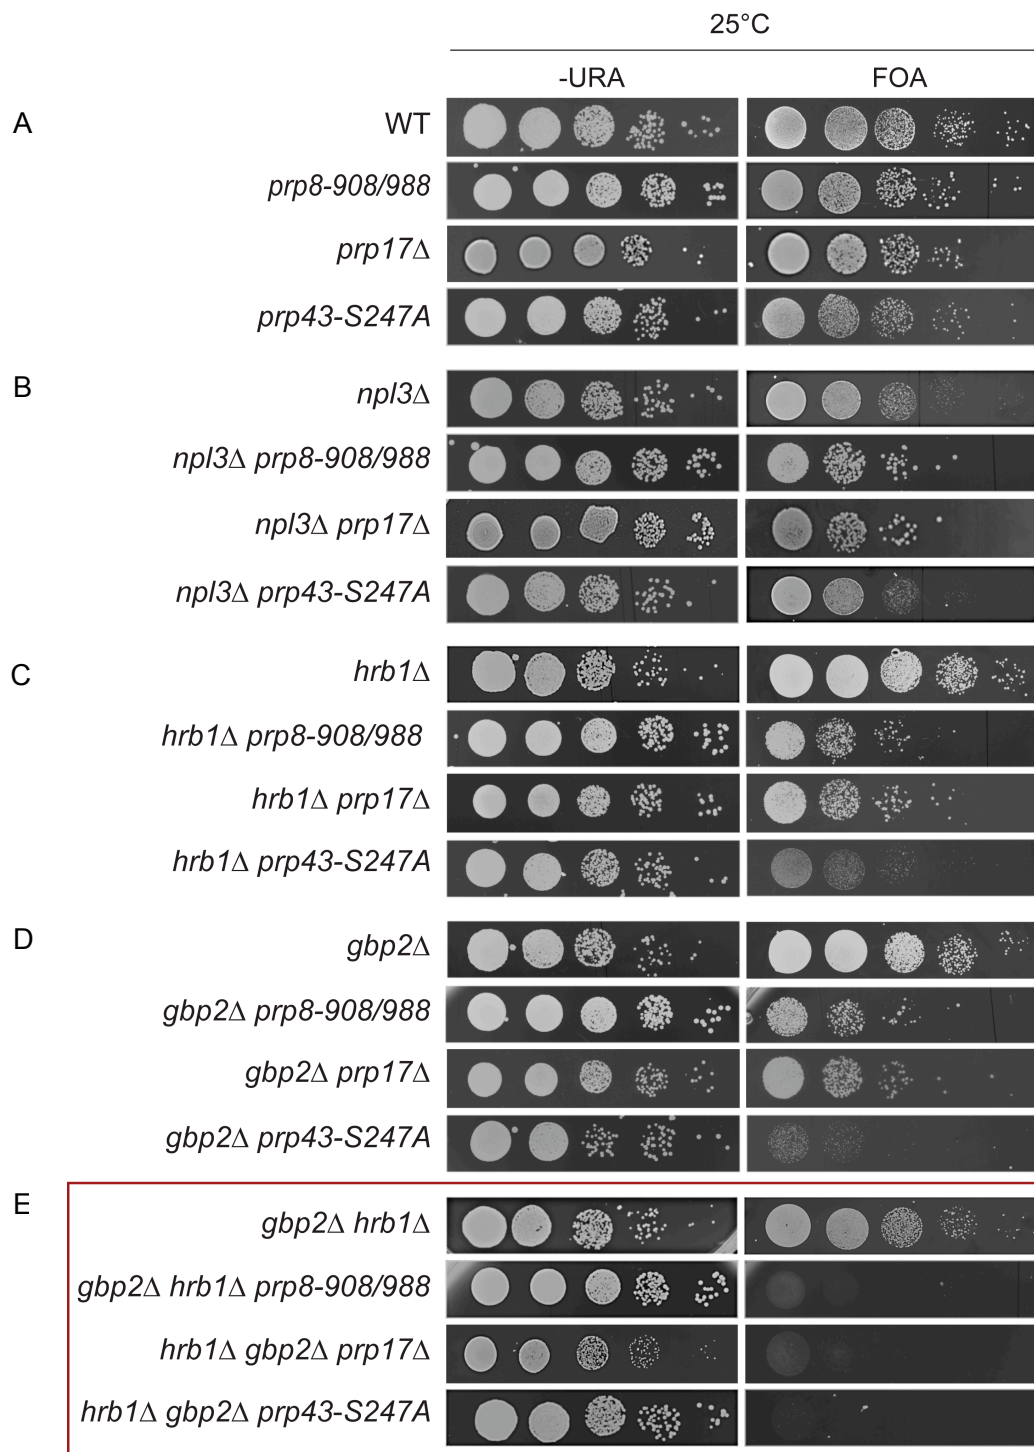 25°C
-URA FOA
A WT
prp8-908/988
prp17Δ
prp43-S247A
B npl3Δ
npl3Δ prp8-908/988
npl3Δ prp17Δ
npl3Δ prp43-S247A
C hrb1Δ
hrb1Δ prp8-908/988
hrb1Δ prp17Δ
hrb1Δ prp43-S247A
D gbp2Δ
gbp2Δ prp8-908/988
gbp2Δ prp17Δ
gbp2Δ prp43-S247A
E gbp2Δ hrb1Δ
gbp2Δ hrb1Δ prp8-908/988
hrb1Δ gbp2Δ prp17Δ
hrb1Δ gbp2Δ prp43-S247A